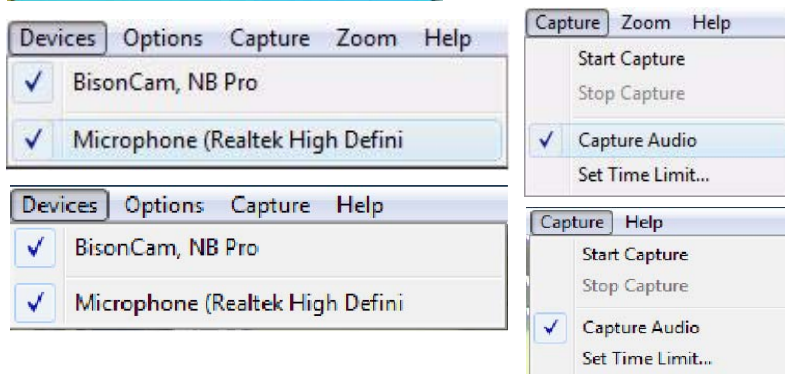 Devices Options Capture Zoom Help
BisonCam, NB Pro
Microphone (Realtek High Defini
Capture Zoom Help
Start Capture
Stop Capture
Capture Audio
Set Time Limit...
Devices Options Capture Help
BisonCam, NB Pro
Microphone (Realtek High Defini
Capture Help
Start Capture
Stop Capture
Capture Audio
Set Time Limit...